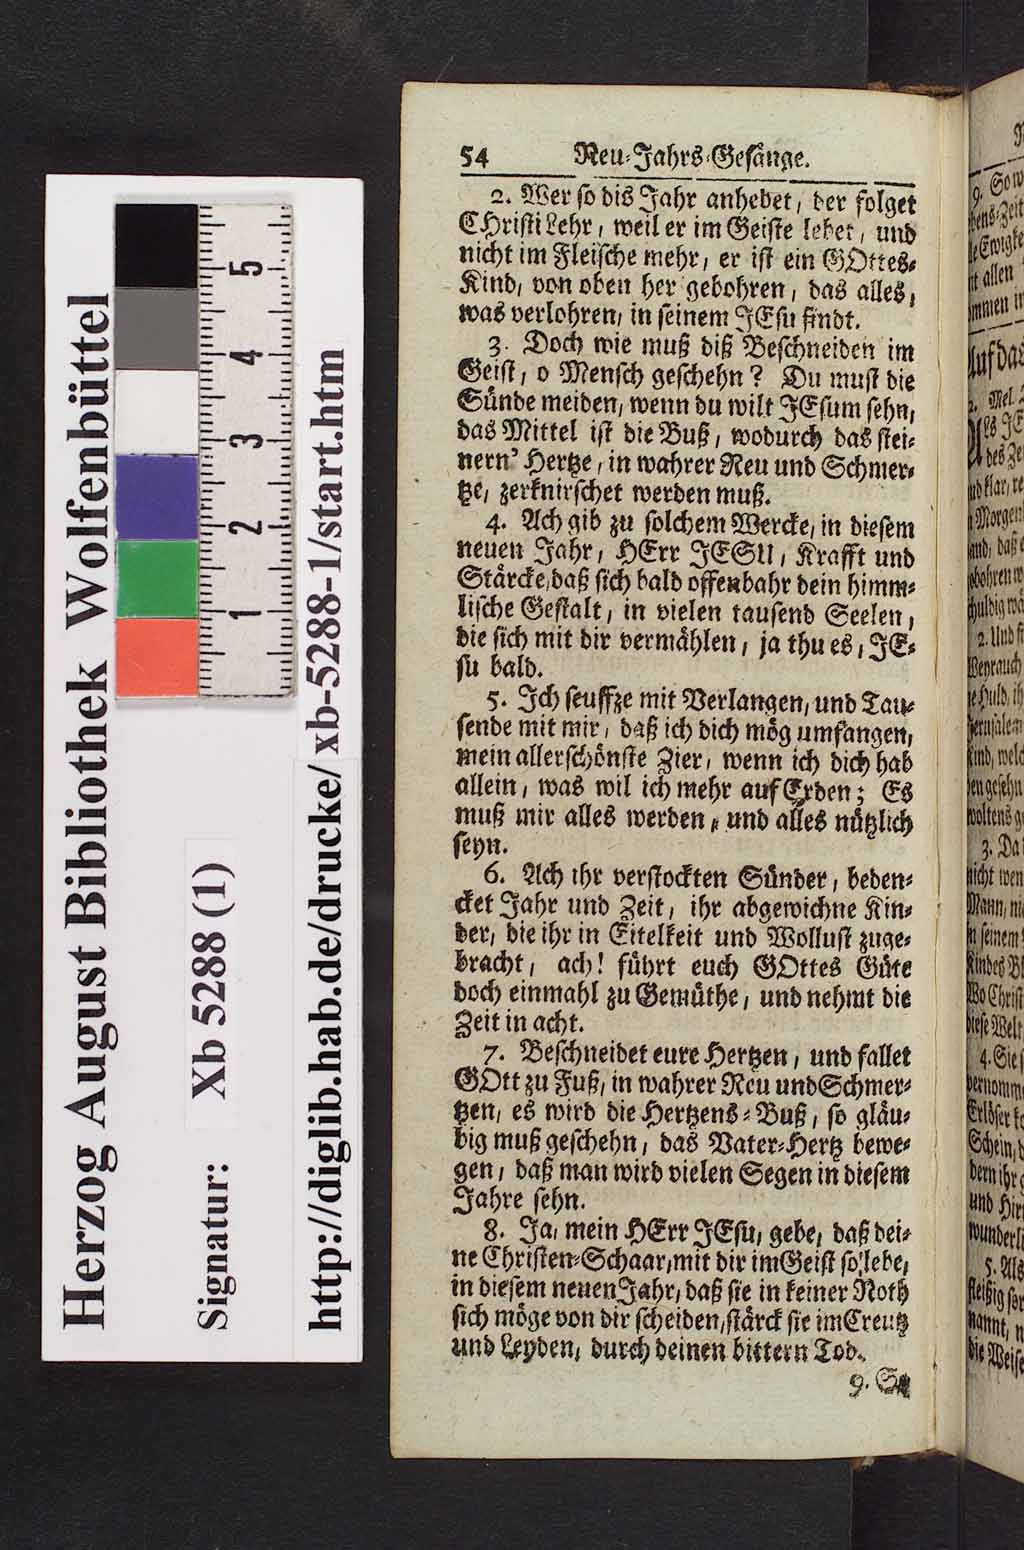 Herzog August Bibliothek Wolfenbüttel
Signatur: Xb 5288 (1)
http://diglib.hab.de/drucke/xb-5288-1/start.htm
5
4
3
2
1
54 Neu-Jahrs-Gesänge.
2. Wer so dis Jahr anhebet, der folget
CHristi Lehr, weil er im Geiste lebet, und
nicht im Fleische mehr, er ist ein GOttes-
Kind, von oben her gebohren, das alles,
was verlohren, in seinem JEsu findt.
3. Doch wie muß diß Beschneiden im
Geist, o Mensch geschehn? Du must die
Sünde meiden, wenn du wilt JEsum sehn,
das Mittel ist die Buß, wodurch das stei-
nern' Hertze, in wahrer Reu und Schmer-
tze, zerknirschet werden muß.
4. Ach gib zu solchem Wercke, in diesem
neuen Jahr, HErr JESU, Krafft und
Stärcke, daß sich bald offenbahr dein himm-
lische Gestalt, in vielen tausend Seelen,
die sich mit dir vermählen, ja thu es, JE-
su bald.
5. Ich seuffze mit Verlangen, und Tau-
sende mit mir, daß ich dich mög umfangen,
mein allerschönste Zier, wenn ich dich hab
allein, was wil ich mehr auf Erden; Es
muß mir alles werden, und alles nützlich
seyn.
6. Ach ihr verstockten Sünder, beden-
cket Jahr und Zeit, ihr abgewichne Kin-
der, die ihr in Eitelkeit und Wollust zuge-
bracht, ach! führt euch GOttes Güte
doch einmahl zu Gemüthe, und nehmt die
Zeit in acht.
7. Beschneidet eure Hertzen, und fallet
GOtt zu Fuß, in wahrer Reu und Schmer-
tzen, es wird die Hertzens-Buß, so gläu-
big muß geschehn, das Vater-Hertz bewe-
gen, daß man wird vielen Segen in diesem
Jahre sehn.
8. Ja, mein HErr JEsu, gebe, daß dei-
ne Christen-Schaar, mit dir im Geist so lebe,
in diesem neuen Jahr, daß sie in keiner Noth
sich möge von dir scheiden, stärck sie im Creutz
und Leyden, durch deinen bittern Tod.
9. So